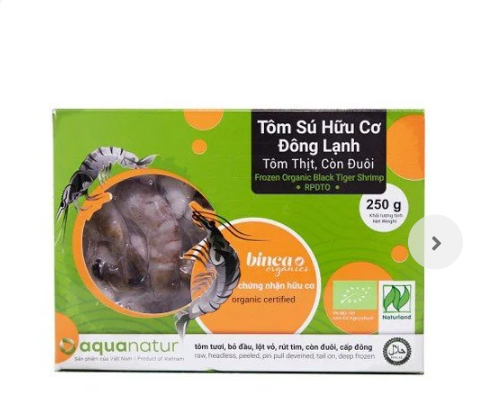 Tôm Sú Hữu Cơ
Đông Lạnh
Tôm Thịt, Còn Đuôi
Frozen Organic Black Tiger Shrimp
• RPDTO •
250 g
Khối lượng tịnh
Net Weight
binca
organics
chứng nhận hữu cơ
organic certified
Naturland
aquanatur
Sản phẩm của Việt Nam | Product of Vietnam
tôm tươi, bỏ đầu, lột vỏ, rút tim, còn đuôi, cấp đông
raw, headless, peeled, pin pull deveined, tail on, deep frozen
HALAL